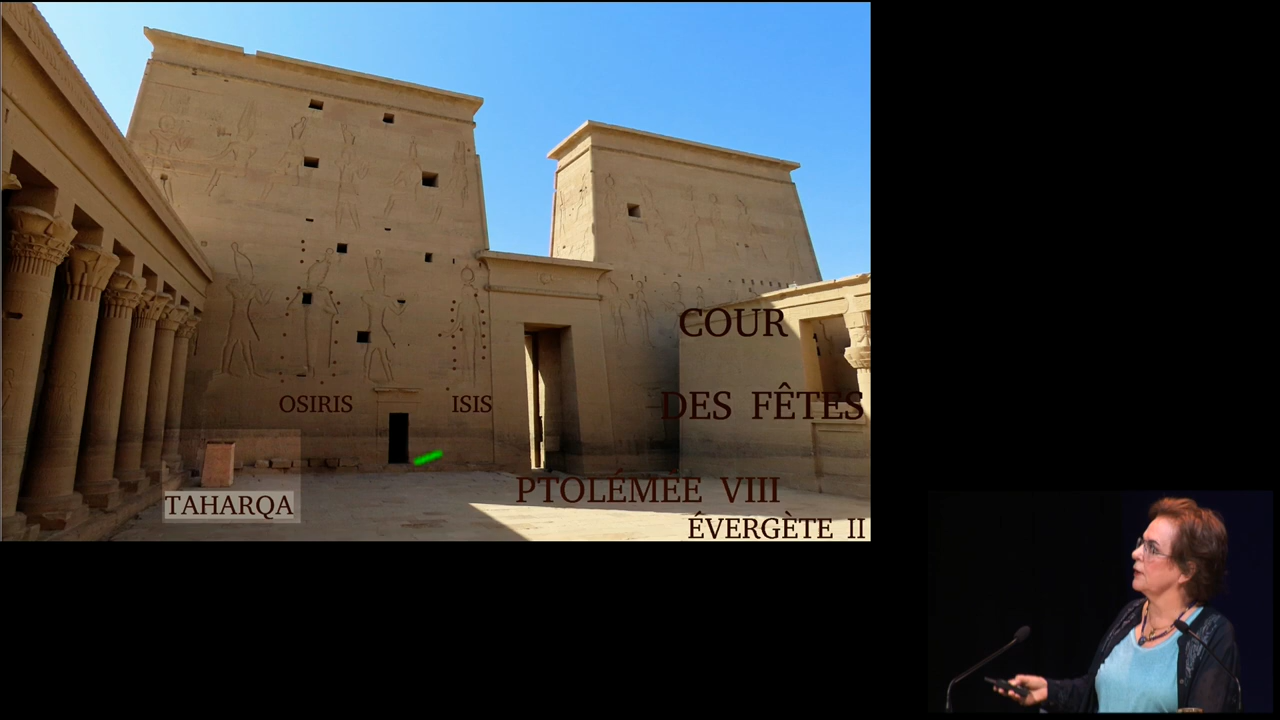 COUR
DES FÊTES
OSIRIS ISIS
PTOLÉMÉE VIII
TAHARQA
ÉVERGÈTE II